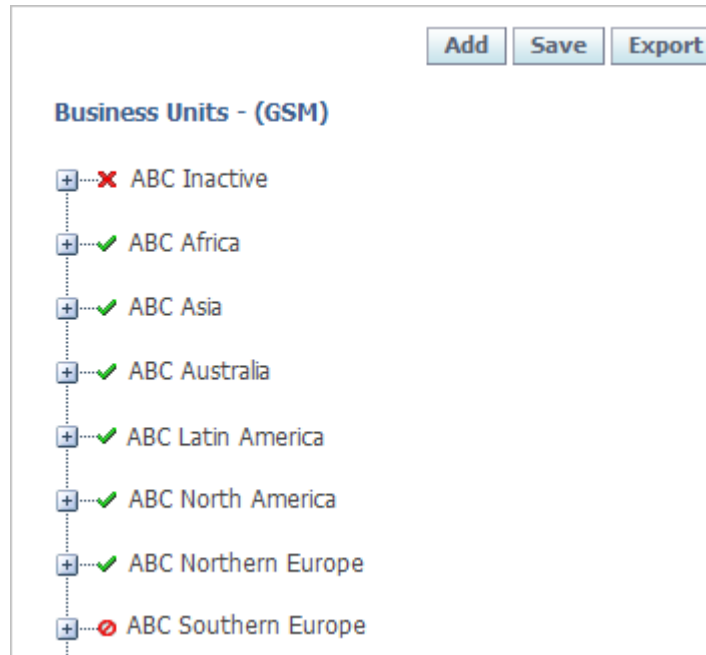 Add Save Export
Business Units - (GSM)
ABC Inactive
ABC Africa
ABC Asia
ABC Australia
ABC Latin America
ABC North America
ABC Northern Europe
ABC Southern Europe